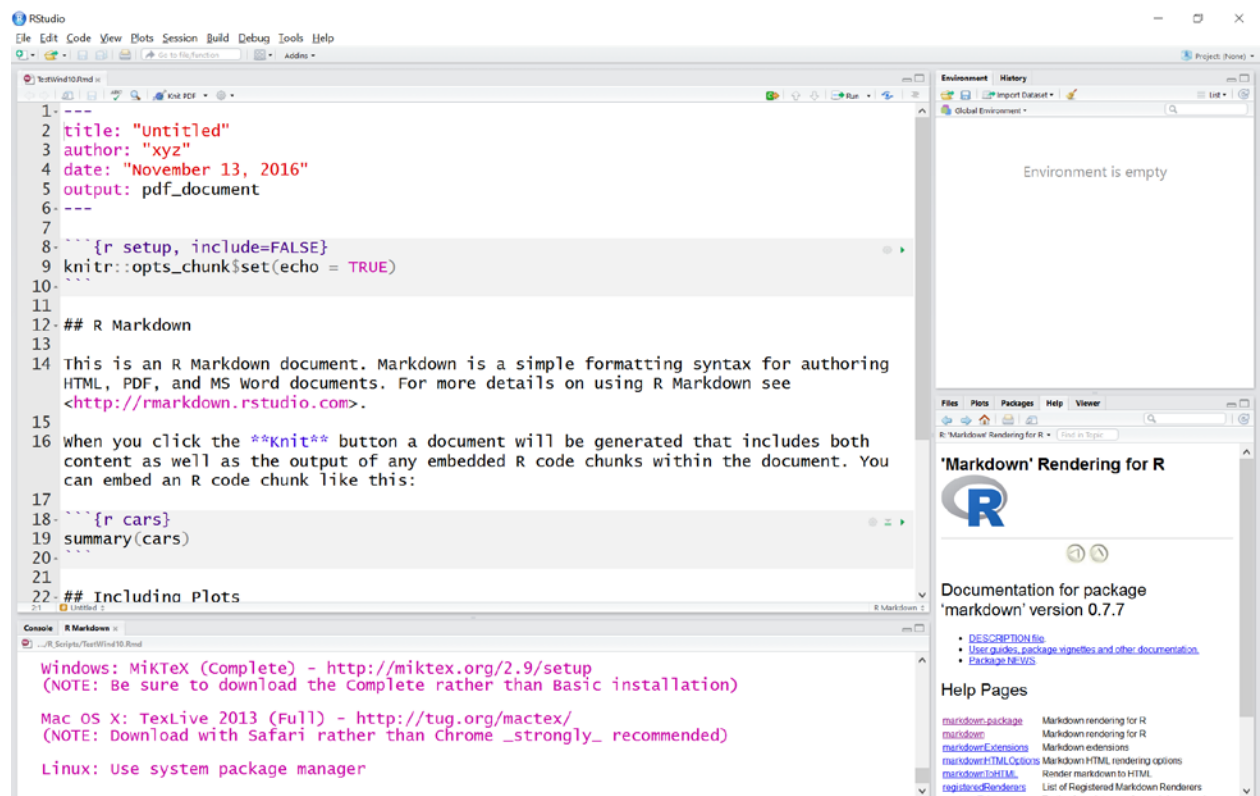 RStudio
File Edit Code View Plots Session Build Debug Tools Help
Go to file/function Addins
Project: (None)
TestWind10.Rmd
Knit PDF
Run
1 ---
2 title: "Untitled"
3 author: "xyz"
4 date: "November 13, 2016"
5 output: pdf_document
6 ---
7
8 ```{r setup, include=FALSE}
9 knitr::opts_chunk$set(echo = TRUE)
10 ```
11
12 ## R Markdown
13
14 This is an R Markdown document. Markdown is a simple formatting syntax for authoring
HTML, PDF, and MS Word documents. For more details on using R Markdown see
<http://rmarkdown.rstudio.com>.
15
16 When you click the **Knit** button a document will be generated that includes both
content as well as the output of any embedded R code chunks within the document. You
can embed an R code chunk like this:
17
18 ```{r cars}
19 summary(cars)
20 ```
21
22 ## Including Plots
2:1 Untitled R Markdown
Console R Markdown
.../R_Scripts/TestWind10.Rmd
Windows: MiKTeX (Complete) - http://miktex.org/2.9/setup
(NOTE: Be sure to download the Complete rather than Basic installation)
Mac OS X: TexLive 2013 (Full) - http://tug.org/mactex/
(NOTE: Download with Safari rather than Chrome _strongly_ recommended)
Linux: Use system package manager
Environment History
Import Dataset List
Global Environment
Environment is empty
Files Plots Packages Help Viewer
R: 'Markdown' Rendering for R Find in Topic
'Markdown' Rendering for R
R
Documentation for package
'markdown' version 0.7.7
DESCRIPTION file.
User guides, package vignettes and other documentation.
Package NEWS.
Help Pages
markdown-package Markdown rendering for R
markdown Markdown rendering for R
markdownExtensions Markdown extensions
markdownHTMLOptions Markdown HTML rendering options
markdownToHTML Render markdown to HTML
registeredRenderers List of Registered Markdown Renderers